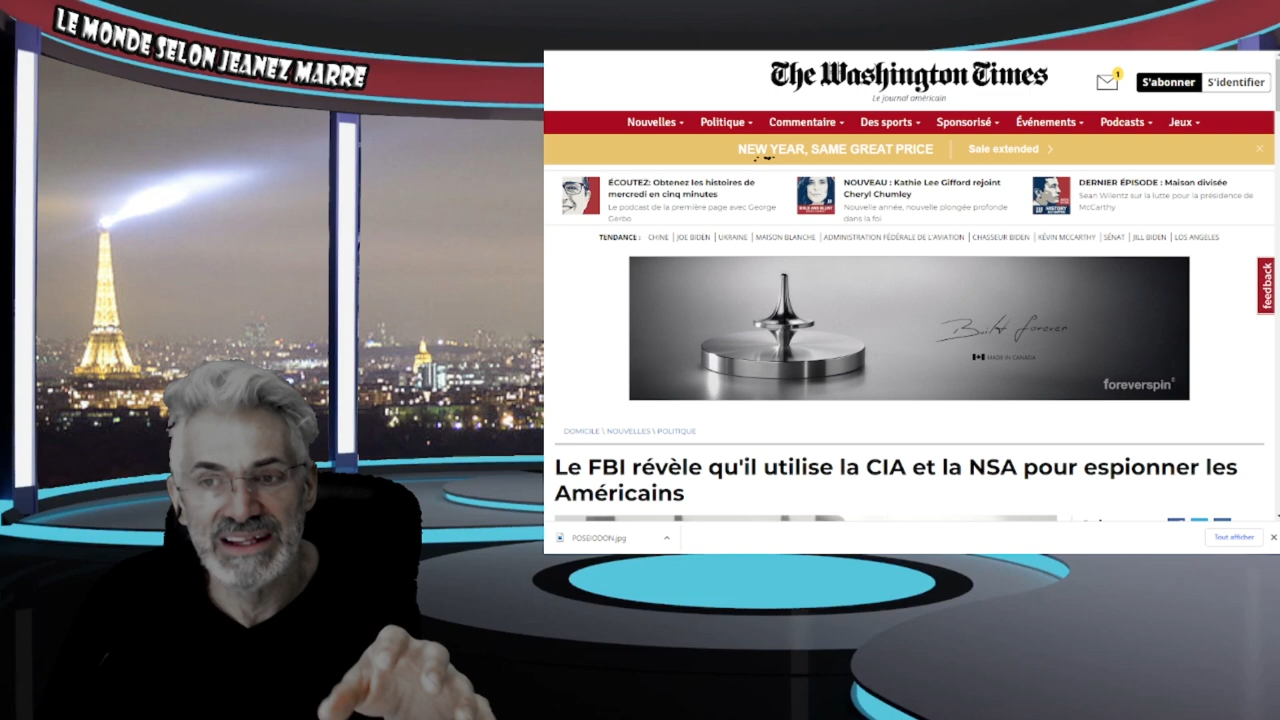 LE MONDE SELON JEANEZ MARRE
The Washington Times
Le journal américain
1
S'abonner
S'identifier
Nouvelles
Politique
Commentaire
Des sports
Sponsorisé
Événements
Podcasts
Jeux
NEW YEAR, SAME GREAT PRICE
Sale extended
ÉCOUTEZ: Obtenez les histoires de
mercredi en cinq minutes
Le podcast de la première page avec George
Gerbo
NOUVEAU : Kathie Lee Gifford rejoint
Cheryl Chumley
Nouvelle année, nouvelle plongée profonde
dans la foi
DERNIER ÉPISODE : Maison divisée
Sean Wilentz sur la lutte pour la présidence de
McCarthy
TENDANCE : CHINE | JOE BIDEN | UKRAINE | MAISON BLANCHE | ADMINISTRATION FÉDÉRALE DE L'AVIATION | CHASSEUR BIDEN | KÉVIN MCCARTHY | SÉNAT | JILL BIDEN | LOS ANGELES
feedback
Built forever
MADE IN CANADA
foreverspin®
DOMICILE \ NOUVELLES \ POLITIQUE
Le FBI révèle qu'il utilise la CIA et la NSA pour espionner les
Américains
POSEIODON.jpg
Tout afficher